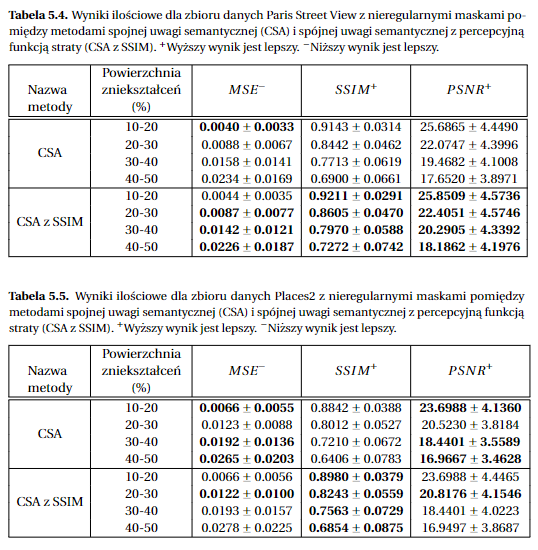 Tabela 5.4. Wyniki ilościowe dla zbioru danych Paris Street View z nieregularnymi maskami po-
między metodami spojnej uwagi semantycznej (CSA) i spójnej uwagi semantycznej z percepcyjną
funkcją straty (CSA z SSIM). ⁺Wyższy wynik jest lepszy. ⁻Niższy wynik jest lepszy.
Nazwa metody | Powierzchnia zniekształceń (%) | MSE⁻ | SSIM⁺ | PSNR⁺
CSA | 10-20 | 0.0040 ± 0.0033 | 0.9143 ± 0.0314 | 25.6865 ± 4.4490
20-30 | 0.0088 ± 0.0067 | 0.8442 ± 0.0462 | 22.0747 ± 4.3996
30-40 | 0.0158 ± 0.0141 | 0.7713 ± 0.0619 | 19.4682 ± 4.1008
40-50 | 0.0234 ± 0.0169 | 0.6900 ± 0.0661 | 17.6520 ± 3.8971
CSA z SSIM | 10-20 | 0.0044 ± 0.0035 | 0.9211 ± 0.0291 | 25.8509 ± 4.5736
20-30 | 0.0087 ± 0.0077 | 0.8605 ± 0.0470 | 22.4051 ± 4.5746
30-40 | 0.0142 ± 0.0121 | 0.7970 ± 0.0588 | 20.2905 ± 4.3392
40-50 | 0.0226 ± 0.0187 | 0.7272 ± 0.0742 | 18.1862 ± 4.1976
Tabela 5.5. Wyniki ilościowe dla zbioru danych Places2 z nieregularnymi maskami pomiędzy
metodami spojnej uwagi semantycznej (CSA) i spójnej uwagi semantycznej z percepcyjną funkcją
straty (CSA z SSIM). ⁺Wyższy wynik jest lepszy. ⁻Niższy wynik jest lepszy.
Nazwa metody | Powierzchnia zniekształceń (%) | MSE⁻ | SSIM⁺ | PSNR⁺
CSA | 10-20 | 0.0066 ± 0.0055 | 0.8842 ± 0.0388 | 23.6988 ± 4.1360
20-30 | 0.0123 ± 0.0088 | 0.8012 ± 0.0527 | 20.5230 ± 3.8184
30-40 | 0.0192 ± 0.0136 | 0.7210 ± 0.0672 | 18.4401 ± 3.5589
40-50 | 0.0265 ± 0.0203 | 0.6406 ± 0.0783 | 16.9667 ± 3.4628
CSA z SSIM | 10-20 | 0.0066 ± 0.0056 | 0.8980 ± 0.0379 | 23.6988 ± 4.4465
20-30 | 0.0122 ± 0.0100 | 0.8243 ± 0.0559 | 20.8176 ± 4.1546
30-40 | 0.0193 ± 0.0157 | 0.7563 ± 0.0729 | 18.4401 ± 4.0223
40-50 | 0.0278 ± 0.0225 | 0.6854 ± 0.0875 | 16.9497 ± 3.8687